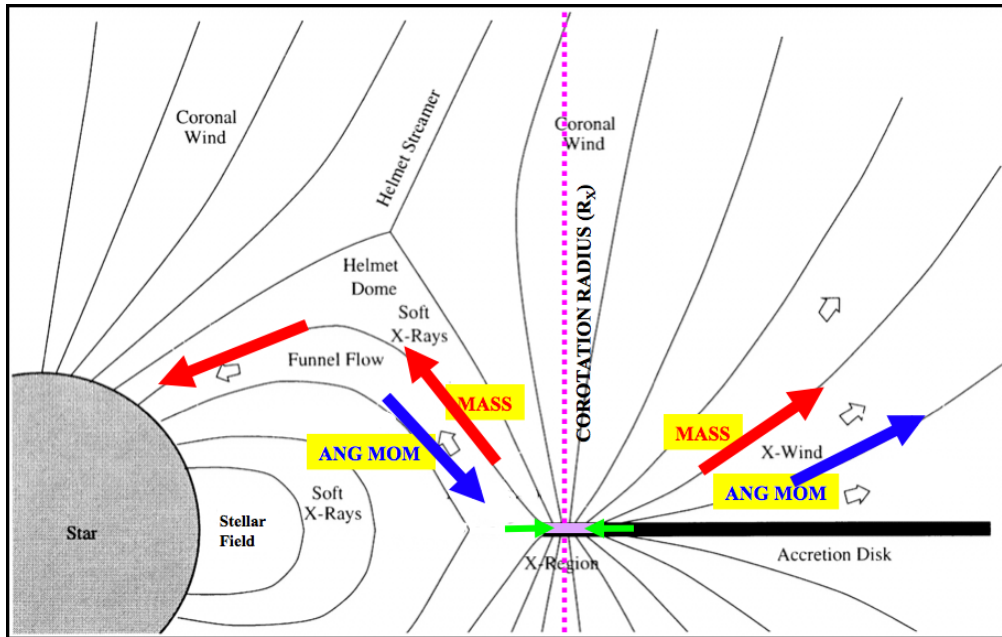 Coronal
Wind
Helmet Streamer
Coronal
Wind
COROTATION RADIUS (RX)
Helmet
Dome
Soft
X-Rays
Funnel Flow
MASS
ANG MOM
MASS
X-Wind
ANG MOM
Soft
X-Rays
Stellar
Field
Star
X-Region
Accretion Disk